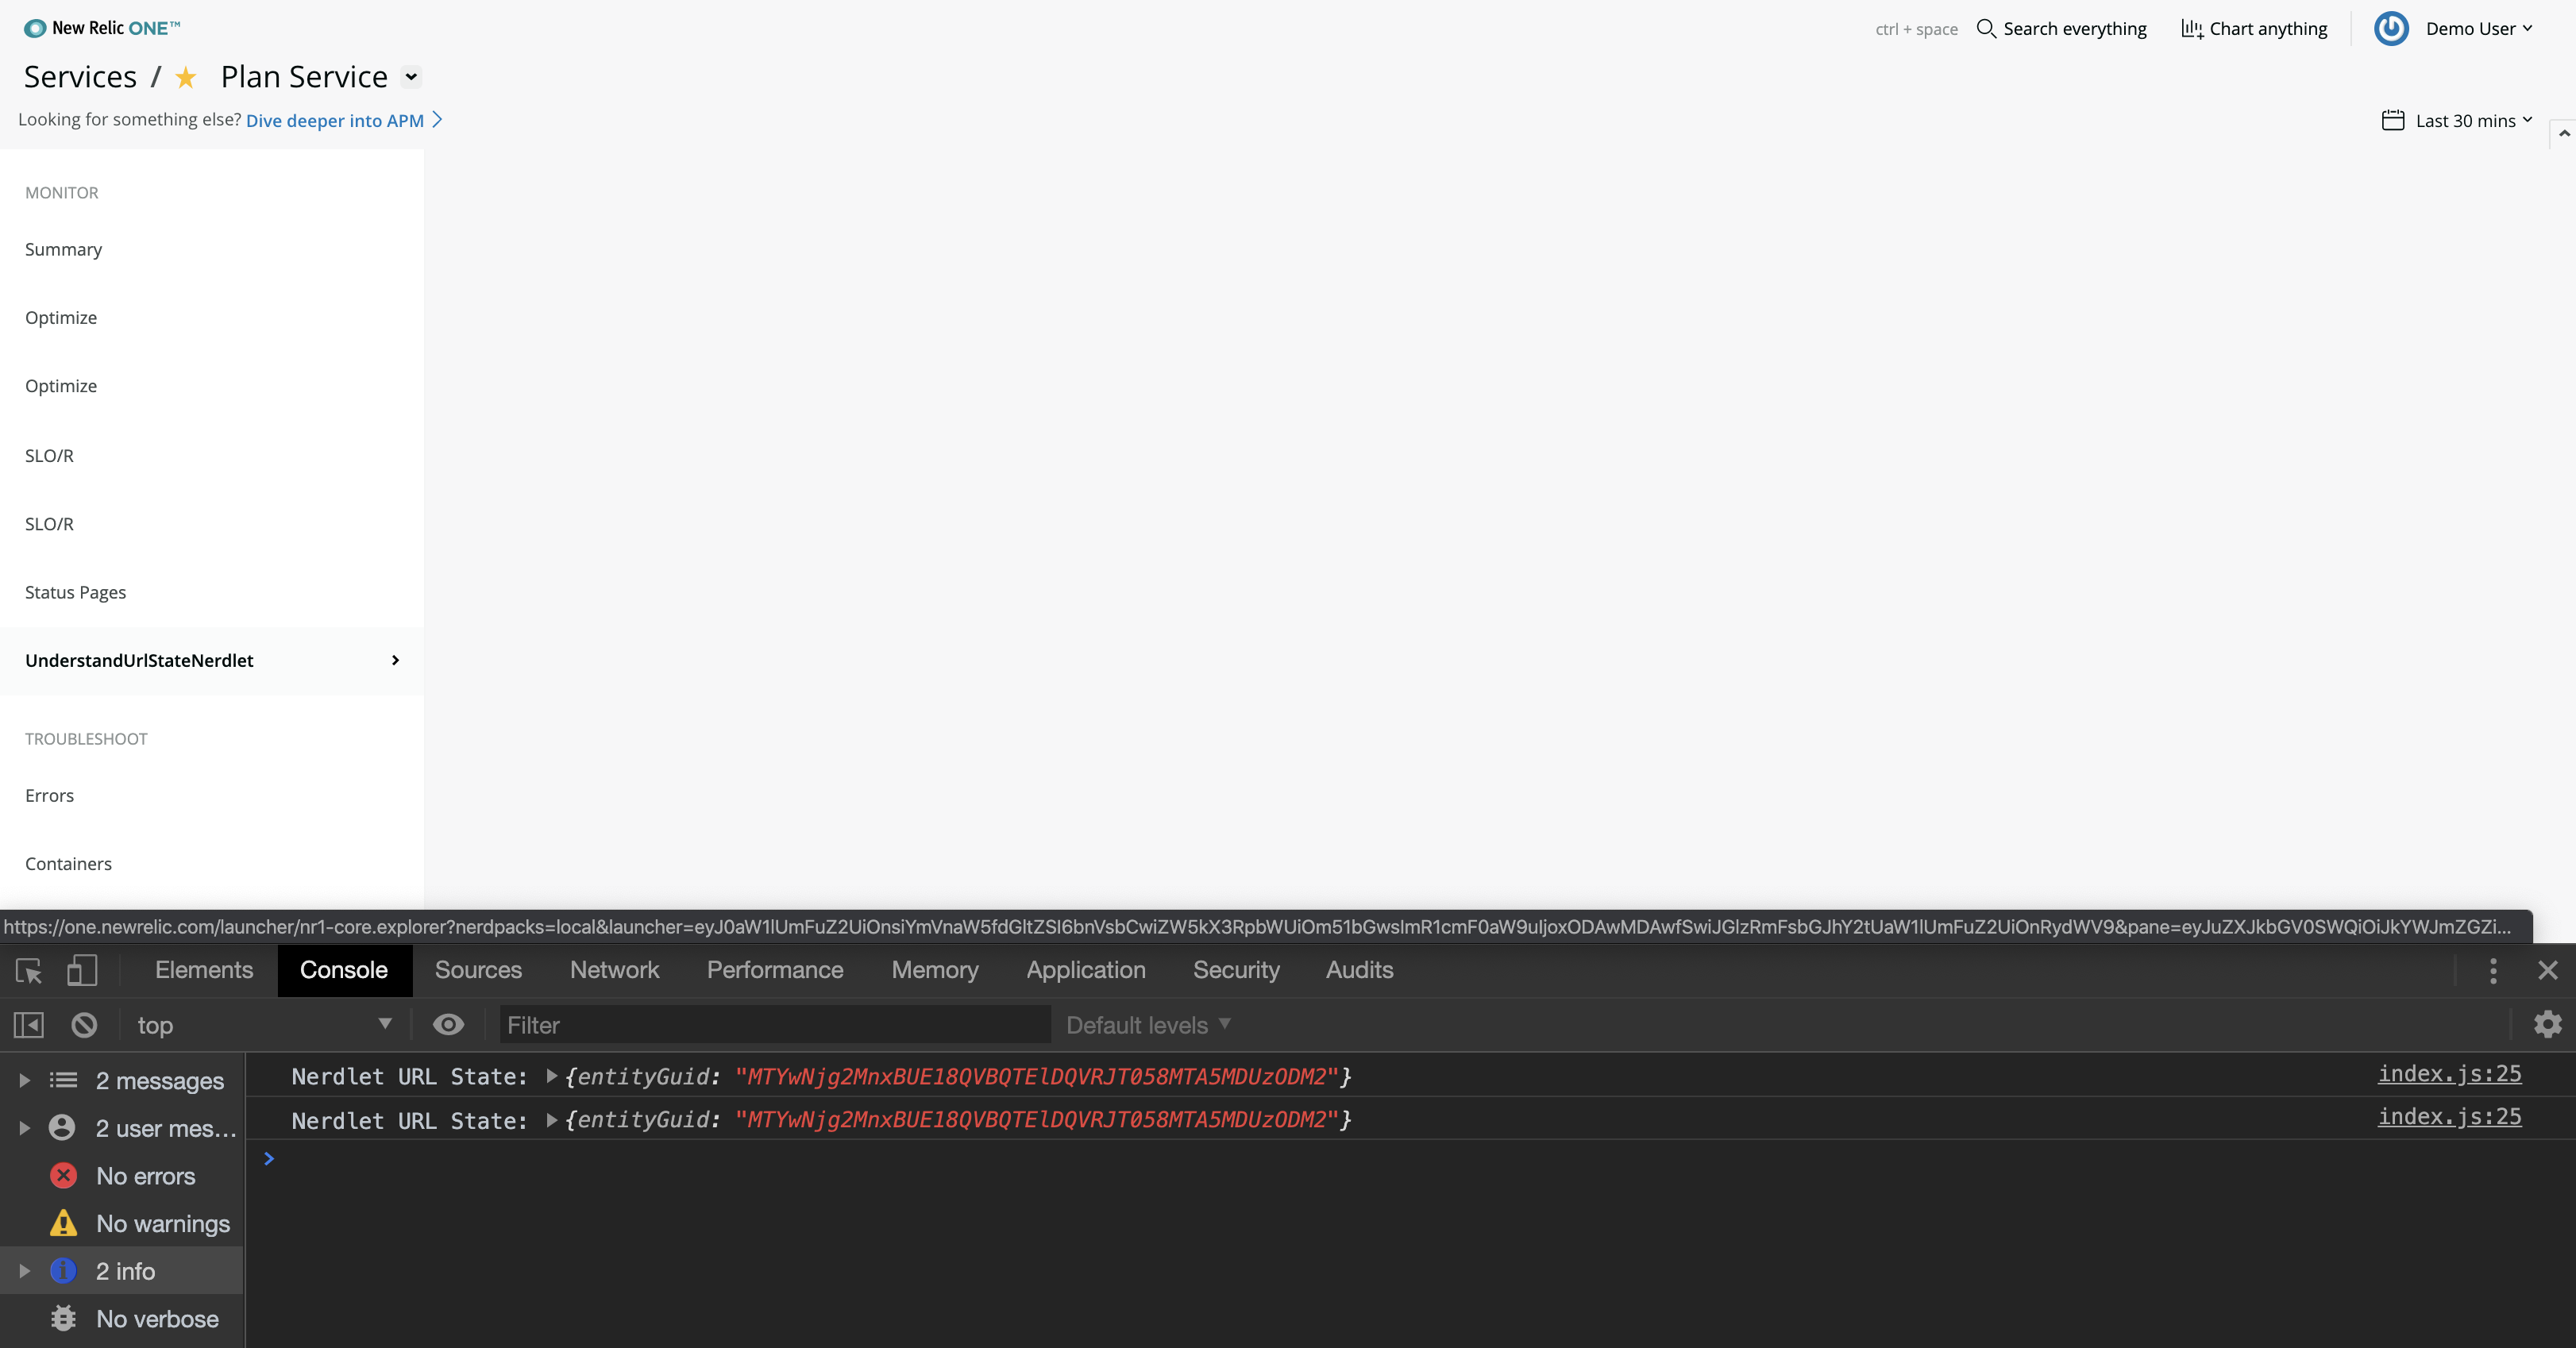 New Relic ONE™
ctrl + space Search everything Chart anything Demo User
Services / Plan Service
Looking for something else? Dive deeper into APM
Last 30 mins
MONITOR
Summary
Optimize
Optimize
SLO/R
SLO/R
Status Pages
UnderstandUrlStateNerdlet
TROUBLESHOOT
Errors
Containers
https://one.newrelic.com/launcher/nr1-core.explorer?nerdpacks=local&launcher=eyJ0aW1lUmFuZ2UiOnsiYmVnaW5fdGltZSI6bnVsbCwiZW5kX3RpbWUiOm51bGwsImR1cmF0aW9uIjoxODAwMDAwfSwiJGlzRmFsbGJhY2tUaW1lUmFuZ2UiOnRydWV9&pane=eyJuZXJkbGV0SWQiOiJkYWJmZGZi...
Elements Console Sources Network Performance Memory Application Security Audits
top Filter Default levels
2 messages
2 user mes...
No errors
No warnings
2 info
No verbose
Nerdlet URL State: {entityGuid: "MTYwNjg2MnxBUE18QVBQTElDQVRJT058MTA5MDUzODM2"} index.js:25
Nerdlet URL State: {entityGuid: "MTYwNjg2MnxBUE18QVBQTElDQVRJT058MTA5MDUzODM2"} index.js:25